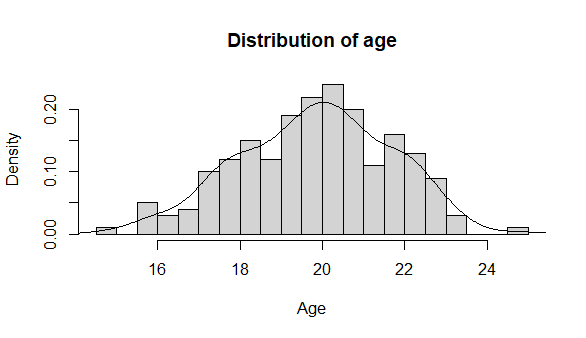 Distribution of age
Density
0.20
0.10
0.00
16 18 20 22 24
Age